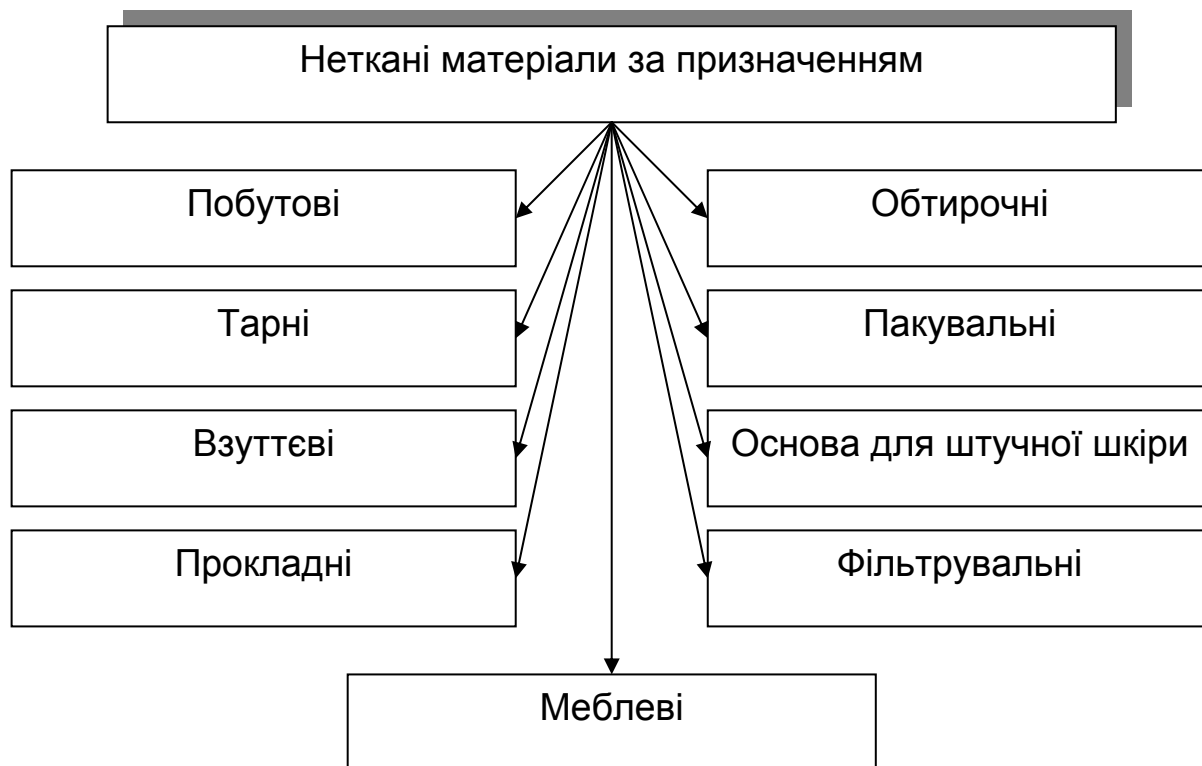 Неткані матеріали за призначенням
Побутові
Обтирочні
Тарні
Пакувальні
Взуттєві
Основа для штучної шкіри
Прокладні
Фільтрувальні
Меблеві